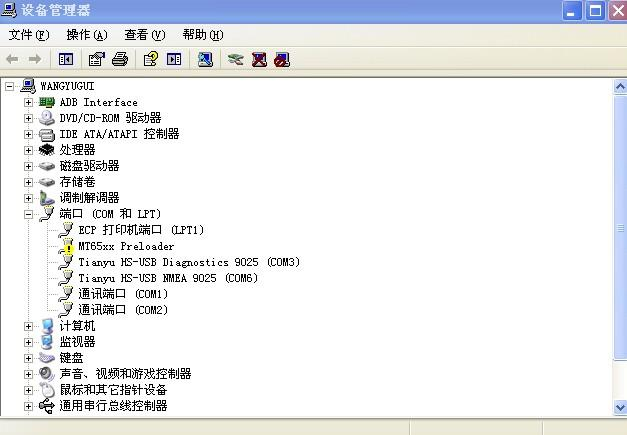 设备管理器
文件(F) 操作(A) 查看(V) 帮助(H)
WANGYUGUI
ADB Interface
DVD/CD-ROM 驱动器
IDE ATA/ATAPI 控制器
处理器
磁盘驱动器
存储卷
调制解调器
端口 (COM 和 LPT)
ECP 打印机端口 (LPT1)
MT65xx Preloader
Tianyu HS-USB Diagnostics 9025 (COM3)
Tianyu HS-USB NMEA 9025 (COM6)
通讯端口 (COM1)
通讯端口 (COM2)
计算机
监视器
键盘
声音、视频和游戏控制器
鼠标和其它指针设备
通用串行总线控制器